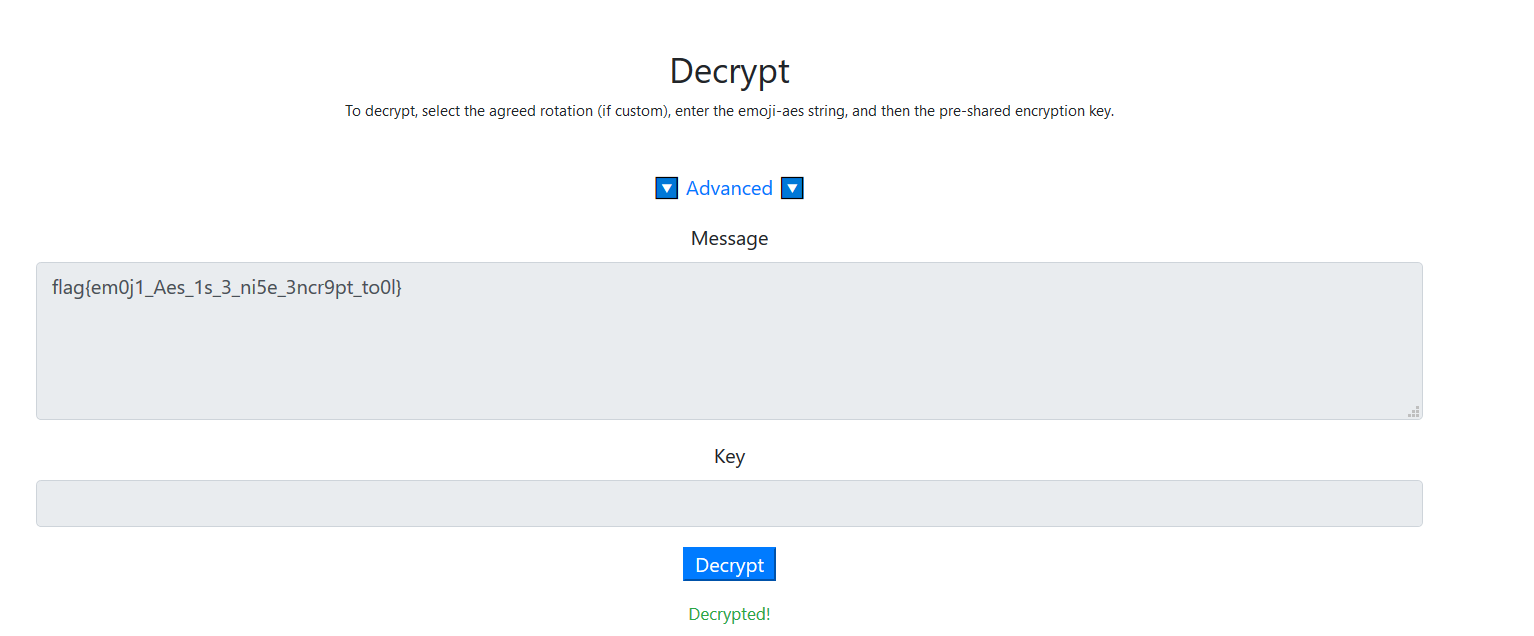 Decrypt
To decrypt, select the agreed rotation (if custom), enter the emoji-aes string, and then the pre-shared encryption key.
🔽 Advanced 🔽
Message
flag{em0j1_Aes_1s_3_ni5e_3ncr9pt_to0l}
Key
Decrypt
Decrypted!